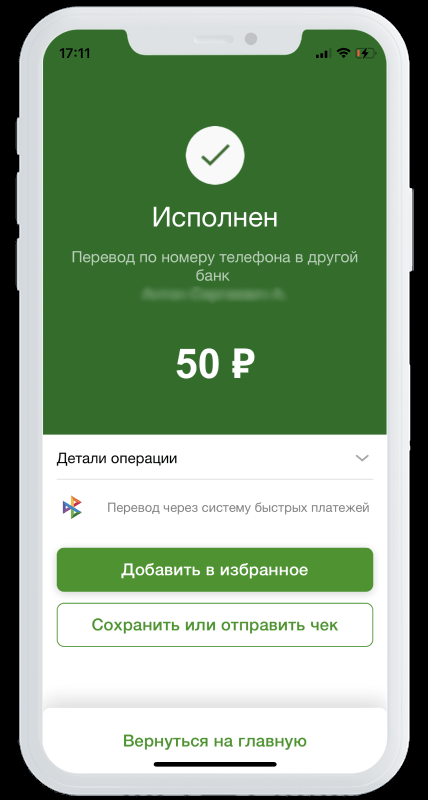 17:11
Исполнен
Перевод по номеру телефона в другой
банк
50 ₽
Детали операции
Перевод через систему быстрых платежей
Добавить в избранное
Сохранить или отправить чек
Вернуться на главную